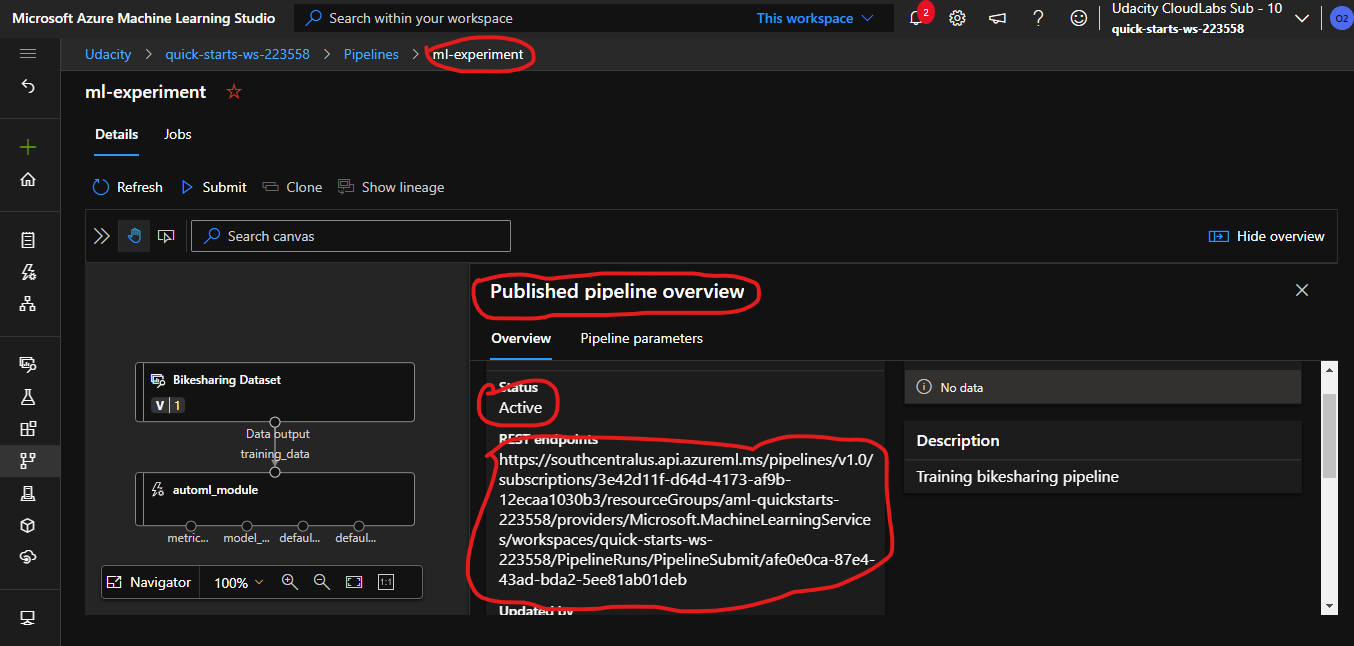 Microsoft Azure Machine Learning Studio
Search within your workspace
This workspace
2
Udacity CloudLabs Sub - 10
quick-starts-ws-223558
O2
Udacity > quick-starts-ws-223558 > Pipelines > ml-experiment
ml-experiment
Details
Jobs
Refresh
Submit
Clone
Show lineage
Search canvas
Hide overview
Bikesharing Dataset
V 1
Data output
training_data
automl_module
metric...
model_...
defaul...
defaul...
Navigator
100%
1:1
Published pipeline overview
Overview
Pipeline parameters
Status
Active
REST endpoints
https://southcentralus.api.azureml.ms/pipelines/v1.0/
subscriptions/3e42d11f-d64d-4173-af9b-
12ecaa1030b3/resourceGroups/aml-quickstarts-
223558/providers/Microsoft.MachineLearningService
s/workspaces/quick-starts-ws-
223558/PipelineRuns/PipelineSubmit/afe0e0ca-87e4-
43ad-bda2-5ee81ab01deb
Updated by
No data
Description
Training bikesharing pipeline